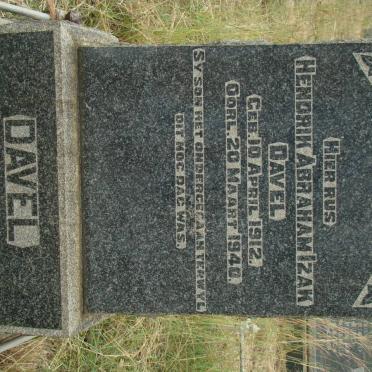 HIER RUS
HENDRIK ABRAHAM IZAK
DAVEL
GEB. 10 APRIL 1912
OORL. 20 MAART 1940
SY SON HET ONDERGEGAAN TERWYL
DIT NOG DAG WAS.
DAVEL